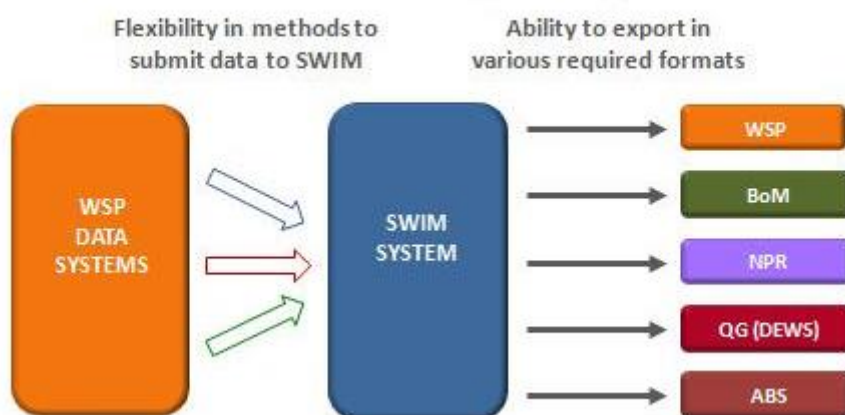 Flexibility in methods to
submit data to SWIM
Ability to export in
various required formats
WSP
DATA
SYSTEMS
SWIM
SYSTEM
WSP
BoM
NPR
QG (DEWS)
ABS